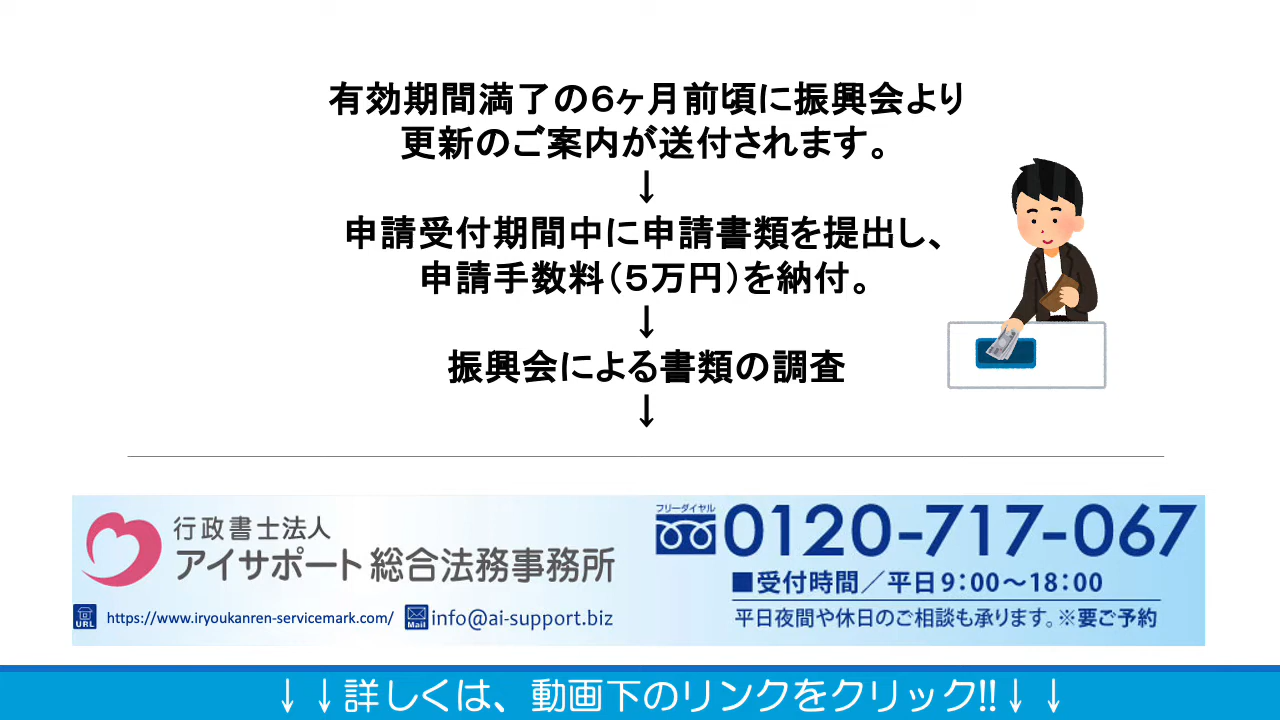 有効期間満了の6ヶ月前頃に振興会より
更新のご案内が送付されます。
↓
申請受付期間中に申請書類を提出し、
申請手数料（５万円）を納付。
↓
振興会による書類の調査
↓
行政書士法人
アイサポート総合法務事務所
URL https://www.iryoukanren-servicemark.com/ Mail info@ai-support.biz
フリーダイヤル
0120-717-067
■受付時間／平日9:00～18:00
平日夜間や休日のご相談も承ります。※要ご予約
↓↓詳しくは、動画下のリンクをクリック!!↓↓